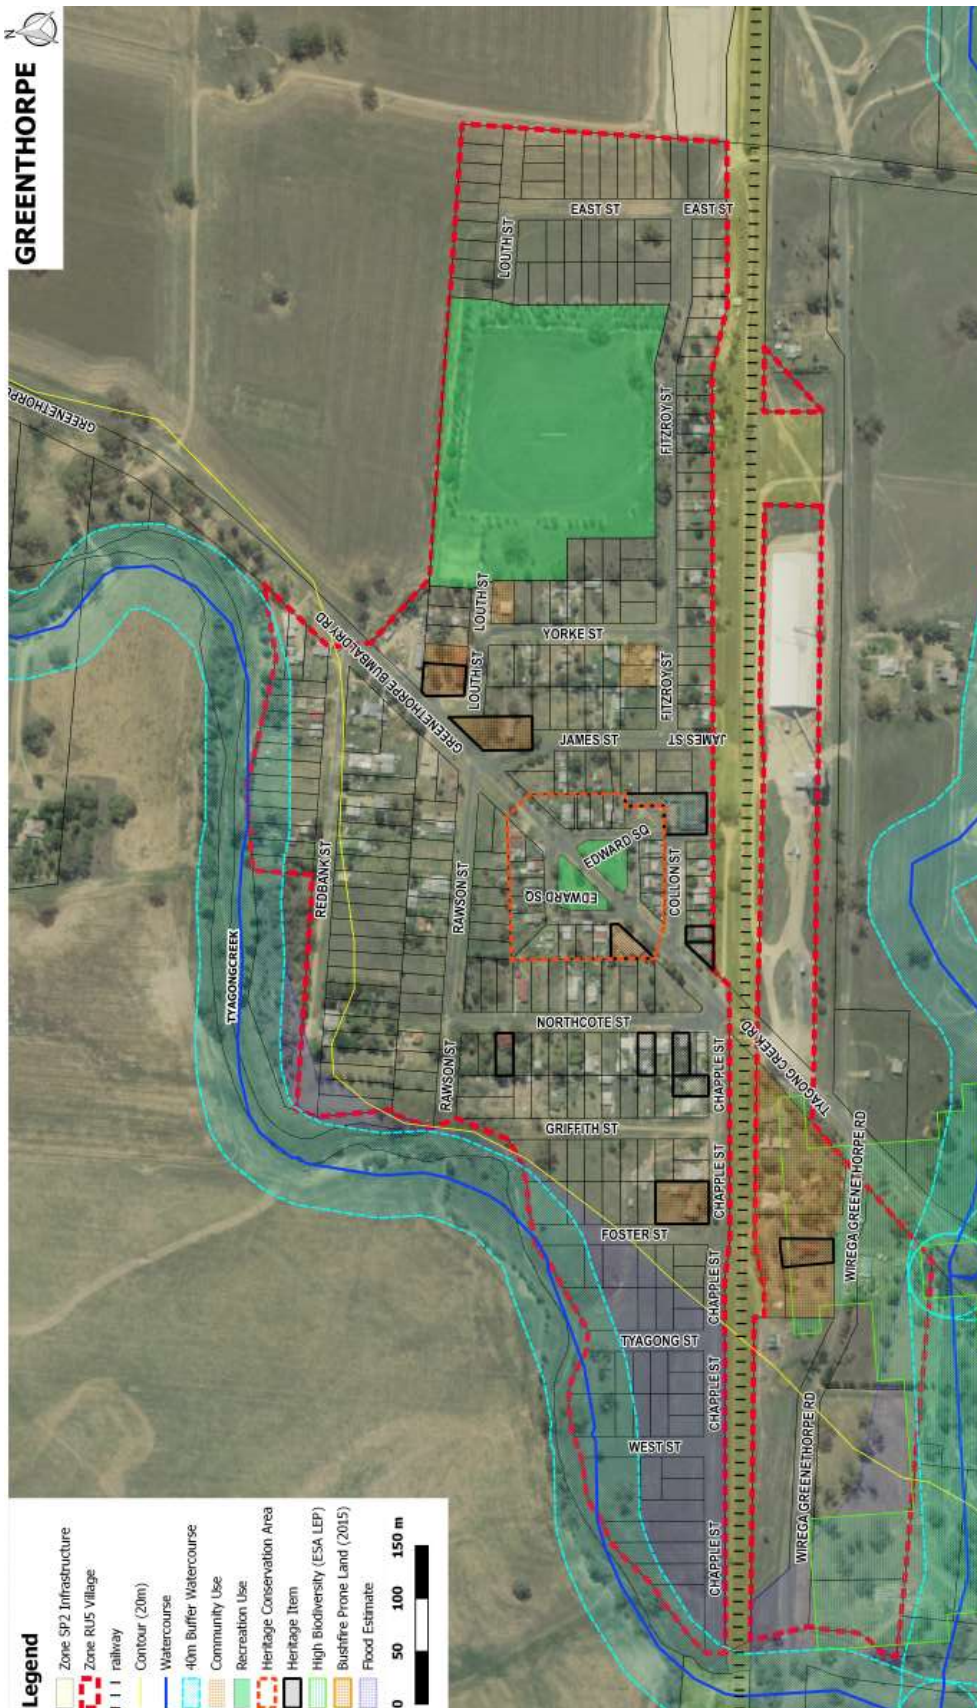 GREENTHORPE
N
GREENETHORPE
LOUTH ST
EAST ST
EAST ST
FITZROY ST
LOUTH ST
YORKE ST
GREENETHORPE BUMBALDRY RD
LOUTH ST
FITZROY ST
JAMES ST
JAMES ST
REDBANK ST
RAWSON ST
EDWARD SQ
EDWARD SQ
COLLON ST
TYAGONGCREEK
NORTHCOTE ST
TYAGONG CREEK RD
RAWSON ST
CHAPPLE ST
GRIFFITH ST
CHAPPLE ST
WIREGA GREENETHORPE RD
FOSTER ST
CHAPPLE ST
TYAGONG ST
CHAPPLE ST
WEST ST
WIREGA GREENETHORPE RD
CHAPPLE ST
Legend
Zone SP2 Infrastructure
Zone RU5 Village
railway
Contour (20m)
Watercourse
40m Buffer Watercourse
Community Use
Recreation Use
Heritage Conservation Area
Heritage Item
High Biodiversity (ESA LEP)
Bushfire Prone Land (2015)
Flood Estimate
0 50 100 150 m